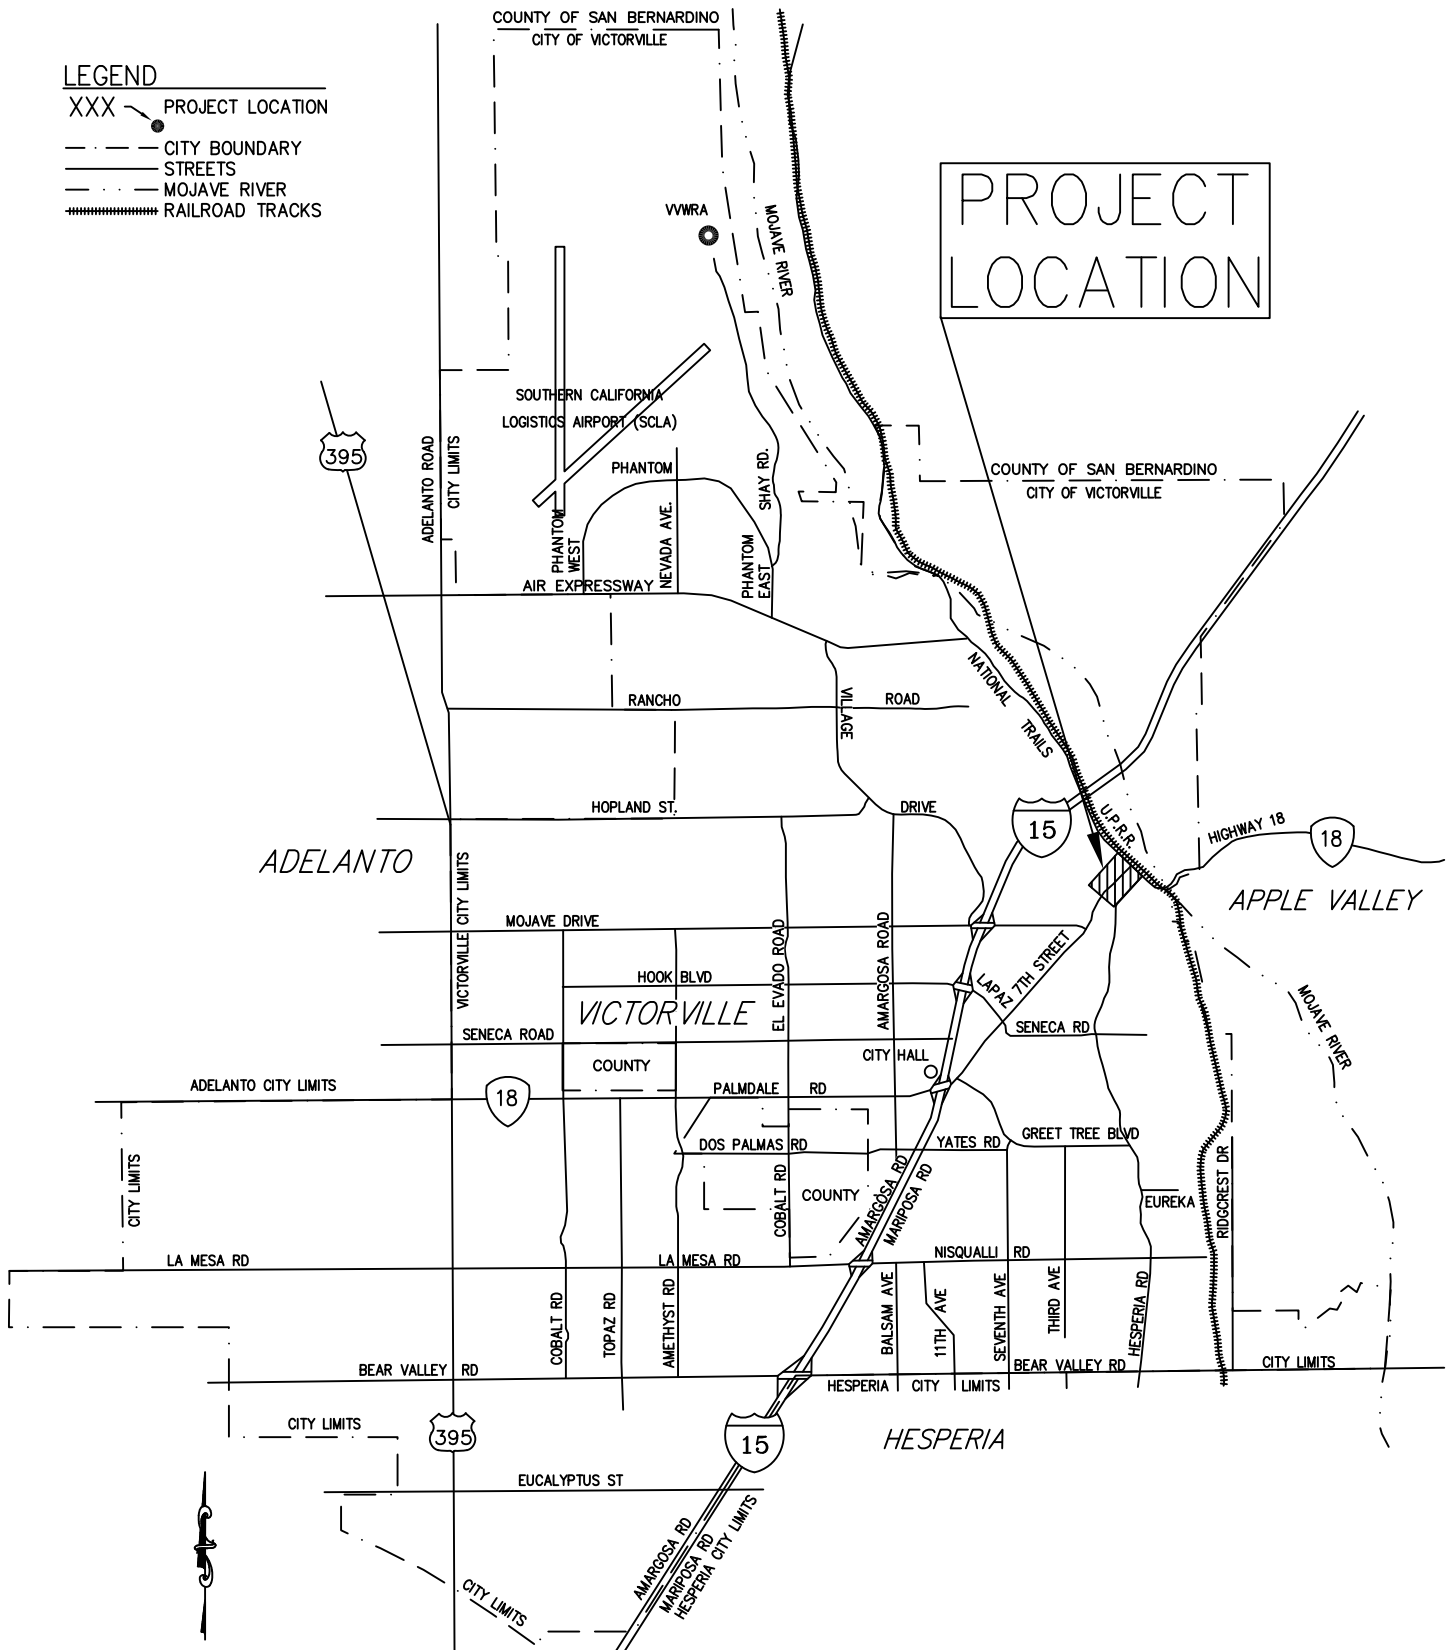 COUNTY OF SAN BERNARDINO
CITY OF VICTORVILLE
LEGEND
XXX PROJECT LOCATION
CITY BOUNDARY
STREETS
MOJAVE RIVER
RAILROAD TRACKS
PROJECT
LOCATION
VVWRA
MOJAVE RIVER
SOUTHERN CALIFORNIA
LOGISTICS AIRPORT (SCLA)
395
ADELANTO ROAD
CITY LIMITS
PHANTOM
SHAY RD.
COUNTY OF SAN BERNARDINO
CITY OF VICTORVILLE
PHANTOM
WEST
NEVADA AVE.
PHANTOM
EAST
AIR EXPRESSWAY
NATIONAL
TRAILS
RANCHO
ROAD
VILLAGE
HOPLAND ST.
DRIVE
15
U.P.R.R.
HIGHWAY 18
18
ADELANTO
APPLE VALLEY
VICTORVILLE CITY LIMITS
MOJAVE DRIVE
EL EVADO ROAD
AMARGOSA ROAD
HOOK BLVD
LAPAZ
7TH STREET
VICTORVILLE
SENECA ROAD
SENECA RD
MOJAVE RIVER
COUNTY
CITY HALL
ADELANTO CITY LIMITS
18
PALMDALE
RD
DOS PALMAS RD
YATES RD
GREET TREE BLVD
CITY LIMITS
COBALT RD
COUNTY
AMARGOSA RD
MARIPOSA RD
EUREKA
RIDGCREST DR
LA MESA RD
LA MESA RD
NISQUALLI
RD
COBALT RD
TOPAZ RD
AMETHYST RD
BALSAM AVE
11TH AVE
SEVENTH AVE
THIRD AVE
HESPERIA RD
BEAR VALLEY RD
BEAR VALLEY RD
CITY LIMITS
HESPERIA CITY LIMITS
CITY LIMITS
395
15
HESPERIA
EUCALYPTUS ST
AMARGOSA RD
MARIPOSA RD
HESPERIA CITY LIMITS
CITY LIMITS